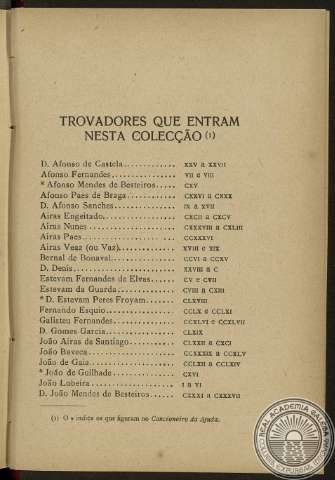 TROVADORES QUE ENTRAM
NESTA COLECÇÃO (1)
D. Afonso de Castela............ XXV a XXVII
Afonso Fernandes................ VII e VIII
* Afonso Mendes de Besteiros..... CXV
Afonso Paes de Braga............ CXXVI a CXXX
D. Afonso Sanches............... IX a XVII
Airas Engeitado................. CXCII a CXCV
Airas Nunes..................... CXXXVIII a CXLIII
Airas Paes...................... CCXXXVI
Airas Veaz (ou Vaz)............. XVIII e XIX
Bernal de Bonaval............... CCVI a CCXV
D. Denis........................ XXVIII a C
Estevam Fernandes de Elvas...... CV e CVII
Estevam da Guarda............... CVIII a CXIII
* D. Estevam Peres Froyam....... CLXVIII
Fernando Esquio................. CCLX e CCLXI
Galisteu Fernandes.............. CCXLVI e CCXLVII
D. Gomes Garcia................. CLXIX
João Airas de Santiago.......... CLXXII a CXCI
João Baveca..................... CCXXXIX a CCXLV
João de Gaia.................... CCLXII a CCLXIV
* João de Guilhade.............. CXVI
João Lobeira.................... I a VI
D. João Mendes de Besteiros..... CXXXI a CXXXVII
(1) O * indica os que figuram no Cancioneiro da Ajuda.
REAL ACADEMIA GALEGA